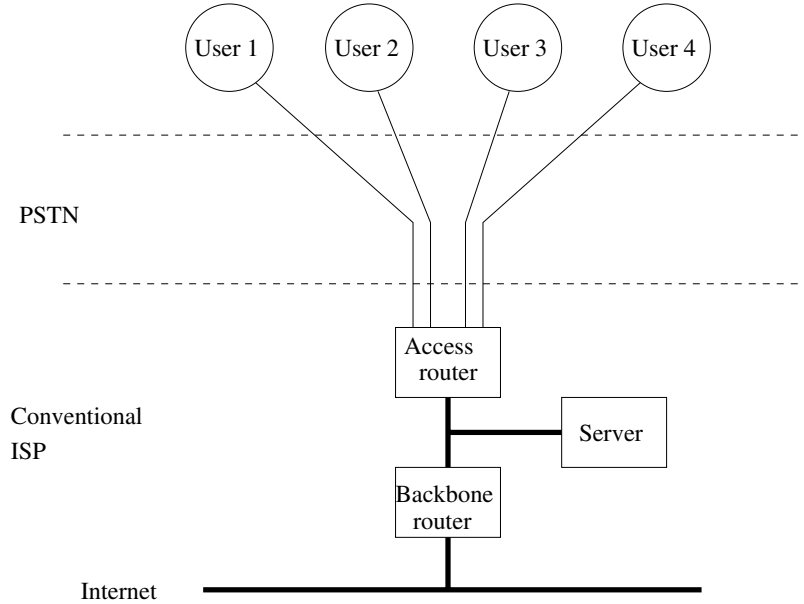 User 1
User 2
User 3
User 4
PSTN
Access
router
Conventional
ISP
Server
Backbone
router
Internet